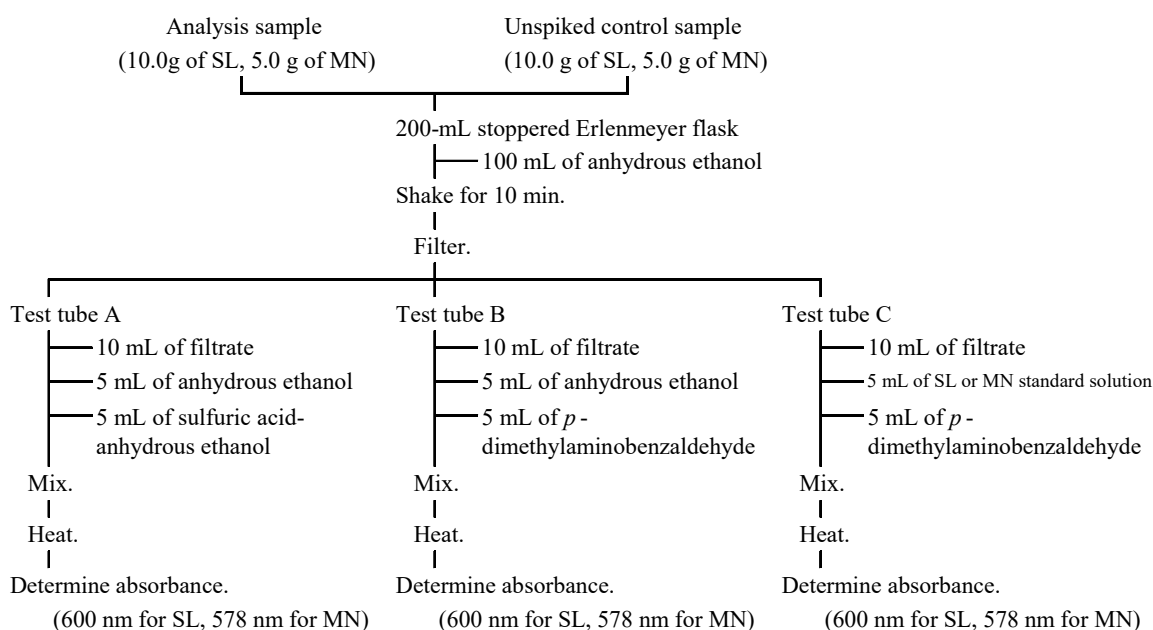 Analysis sample
(10.0g of SL, 5.0 g of MN)
Unspiked control sample
(10.0 g of SL, 5.0 g of MN)
200-mL stoppered Erlenmeyer flask
100 mL of anhydrous ethanol
Shake for 10 min.
Filter.
Test tube A
10 mL of filtrate
5 mL of anhydrous ethanol
5 mL of sulfuric acid-
anhydrous ethanol
Mix.
Heat.
Determine absorbance.
(600 nm for SL, 578 nm for MN)
Test tube B
10 mL of filtrate
5 mL of anhydrous ethanol
5 mL of p -
dimethylaminobenzaldehyde
Mix.
Heat.
Determine absorbance.
(600 nm for SL, 578 nm for MN)
Test tube C
10 mL of filtrate
5 mL of SL or MN standard solution
5 mL of p -
dimethylaminobenzaldehyde
Mix.
Heat.
Determine absorbance.
(600 nm for SL, 578 nm for MN)